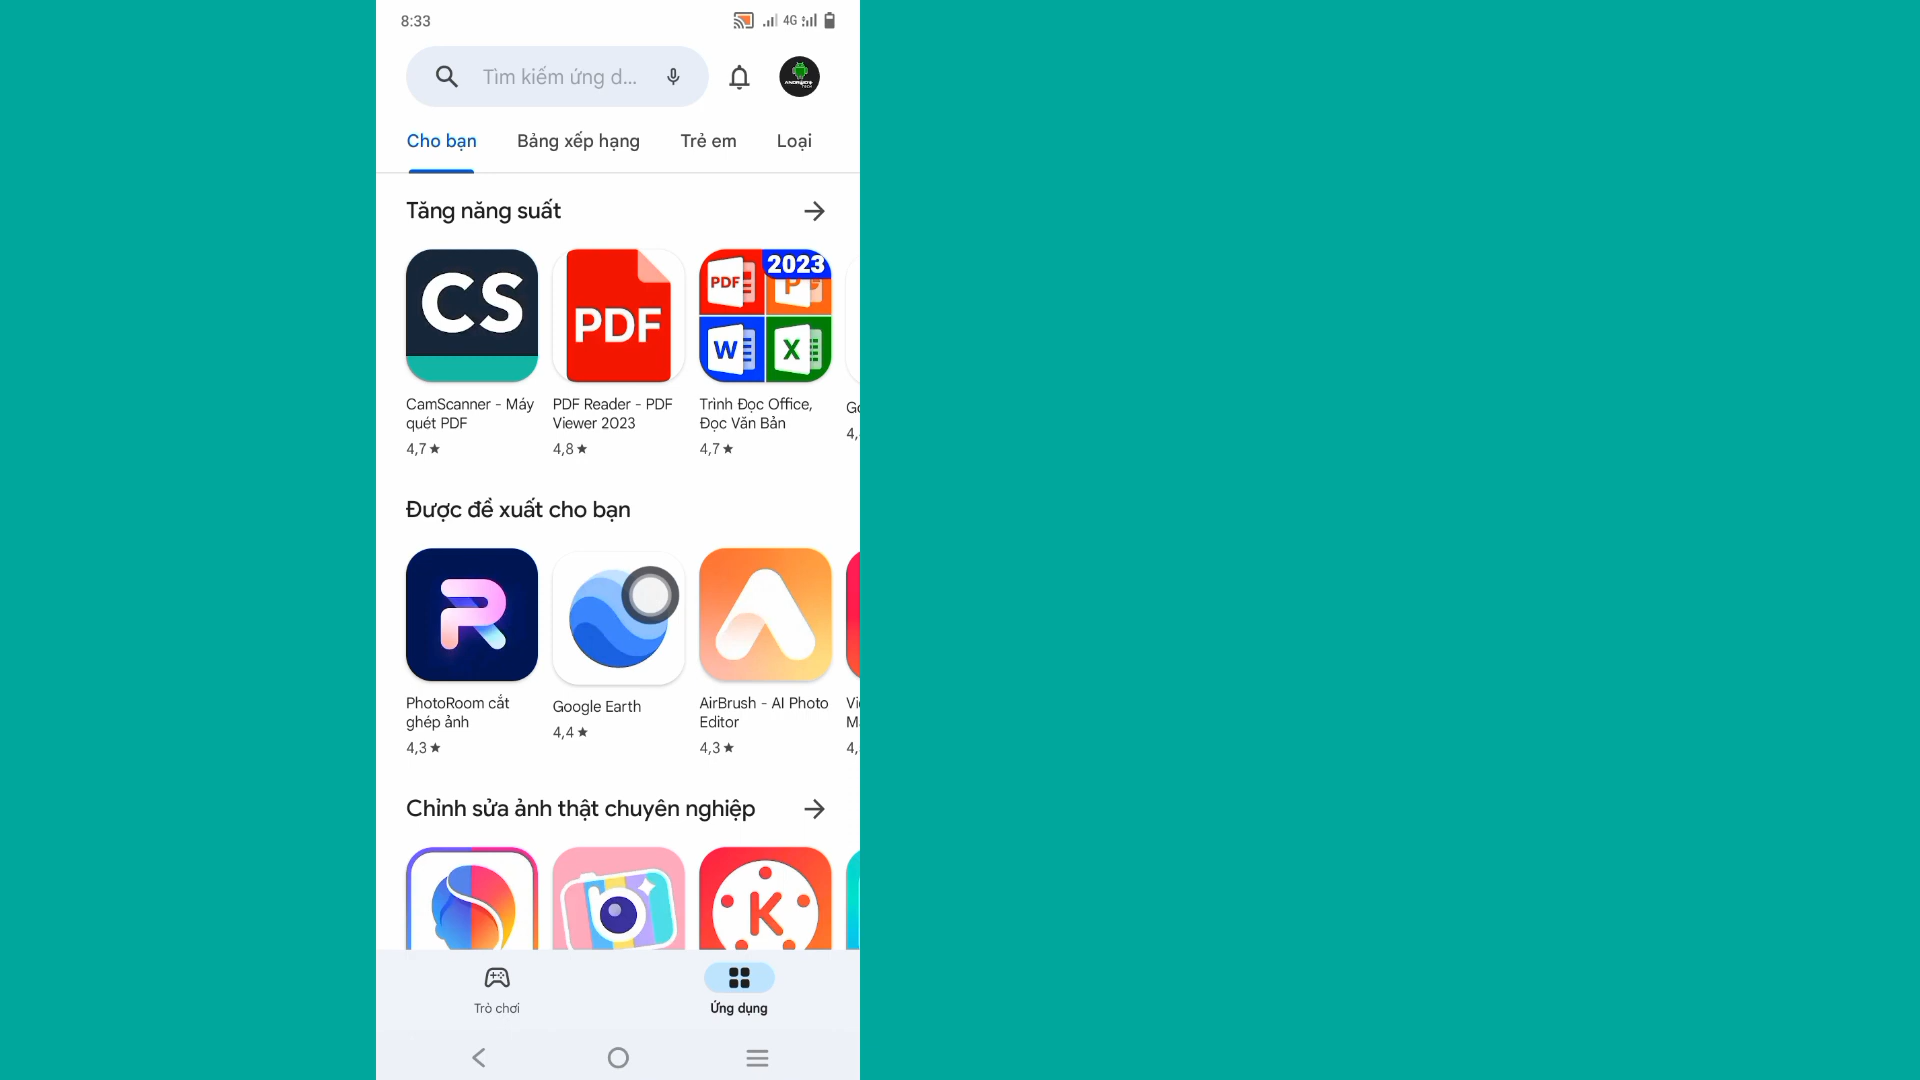 8:33
4G
Tìm kiếm ứng d...
Cho bạn
Bảng xếp hạng
Trẻ em
Loại
Tăng năng suất
CS
PDF
PDF
2023
P
W
X
CamScanner - Máy
quét PDF
4,7★
PDF Reader - PDF
Viewer 2023
4,8★
Trình Đọc Office,
Đọc Văn Bản
4,7★
Được đề xuất cho bạn
PhotoRoom cắt
ghép ảnh
4,3★
Google Earth
4,4★
AirBrush - AI Photo
Editor
4,3★
Chỉnh sửa ảnh thật chuyên nghiệp
K
Trò chơi
Ứng dụng